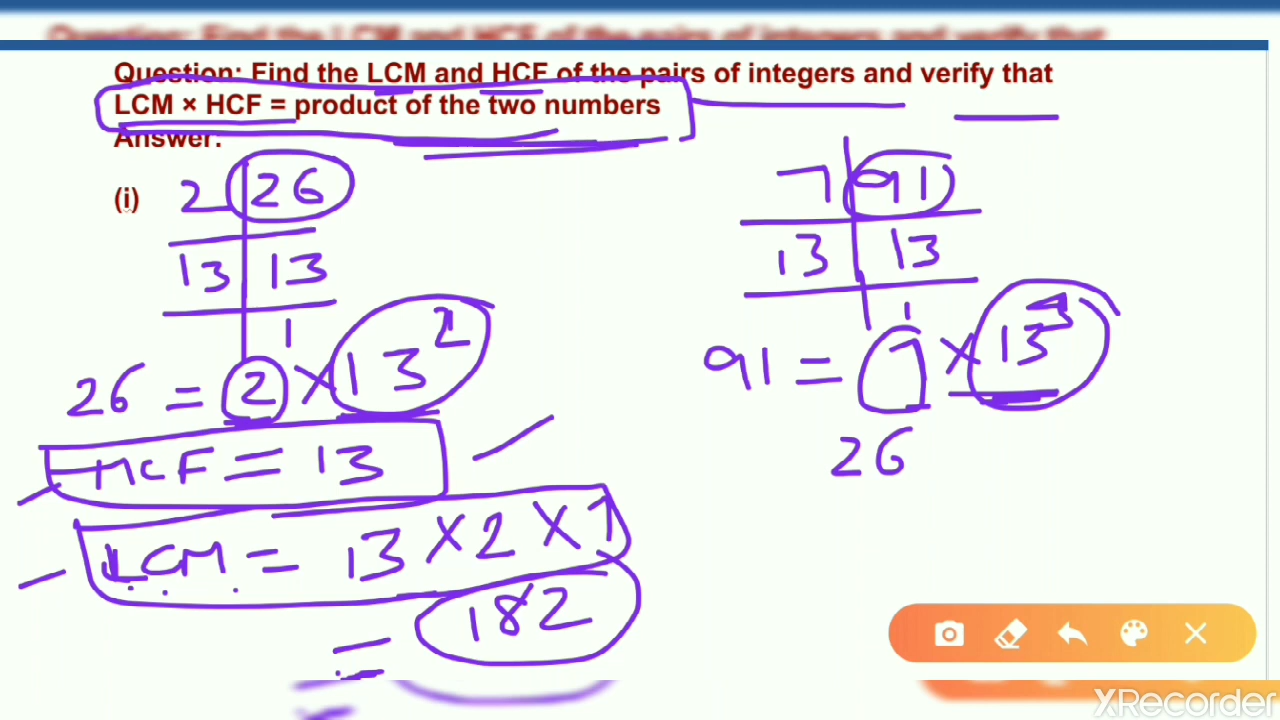 Question: Find the LCM and HCF of the pairs of integers and verify that
LCM × HCF = product of the two numbers
Answer:
(i)
2 26
13 13
1
26 = 2 × 13
HCF = 13
LCM = 13 × 2 × 7
= 182
7 91
13 13
1
91 = 7 × 13
26
XRecorder